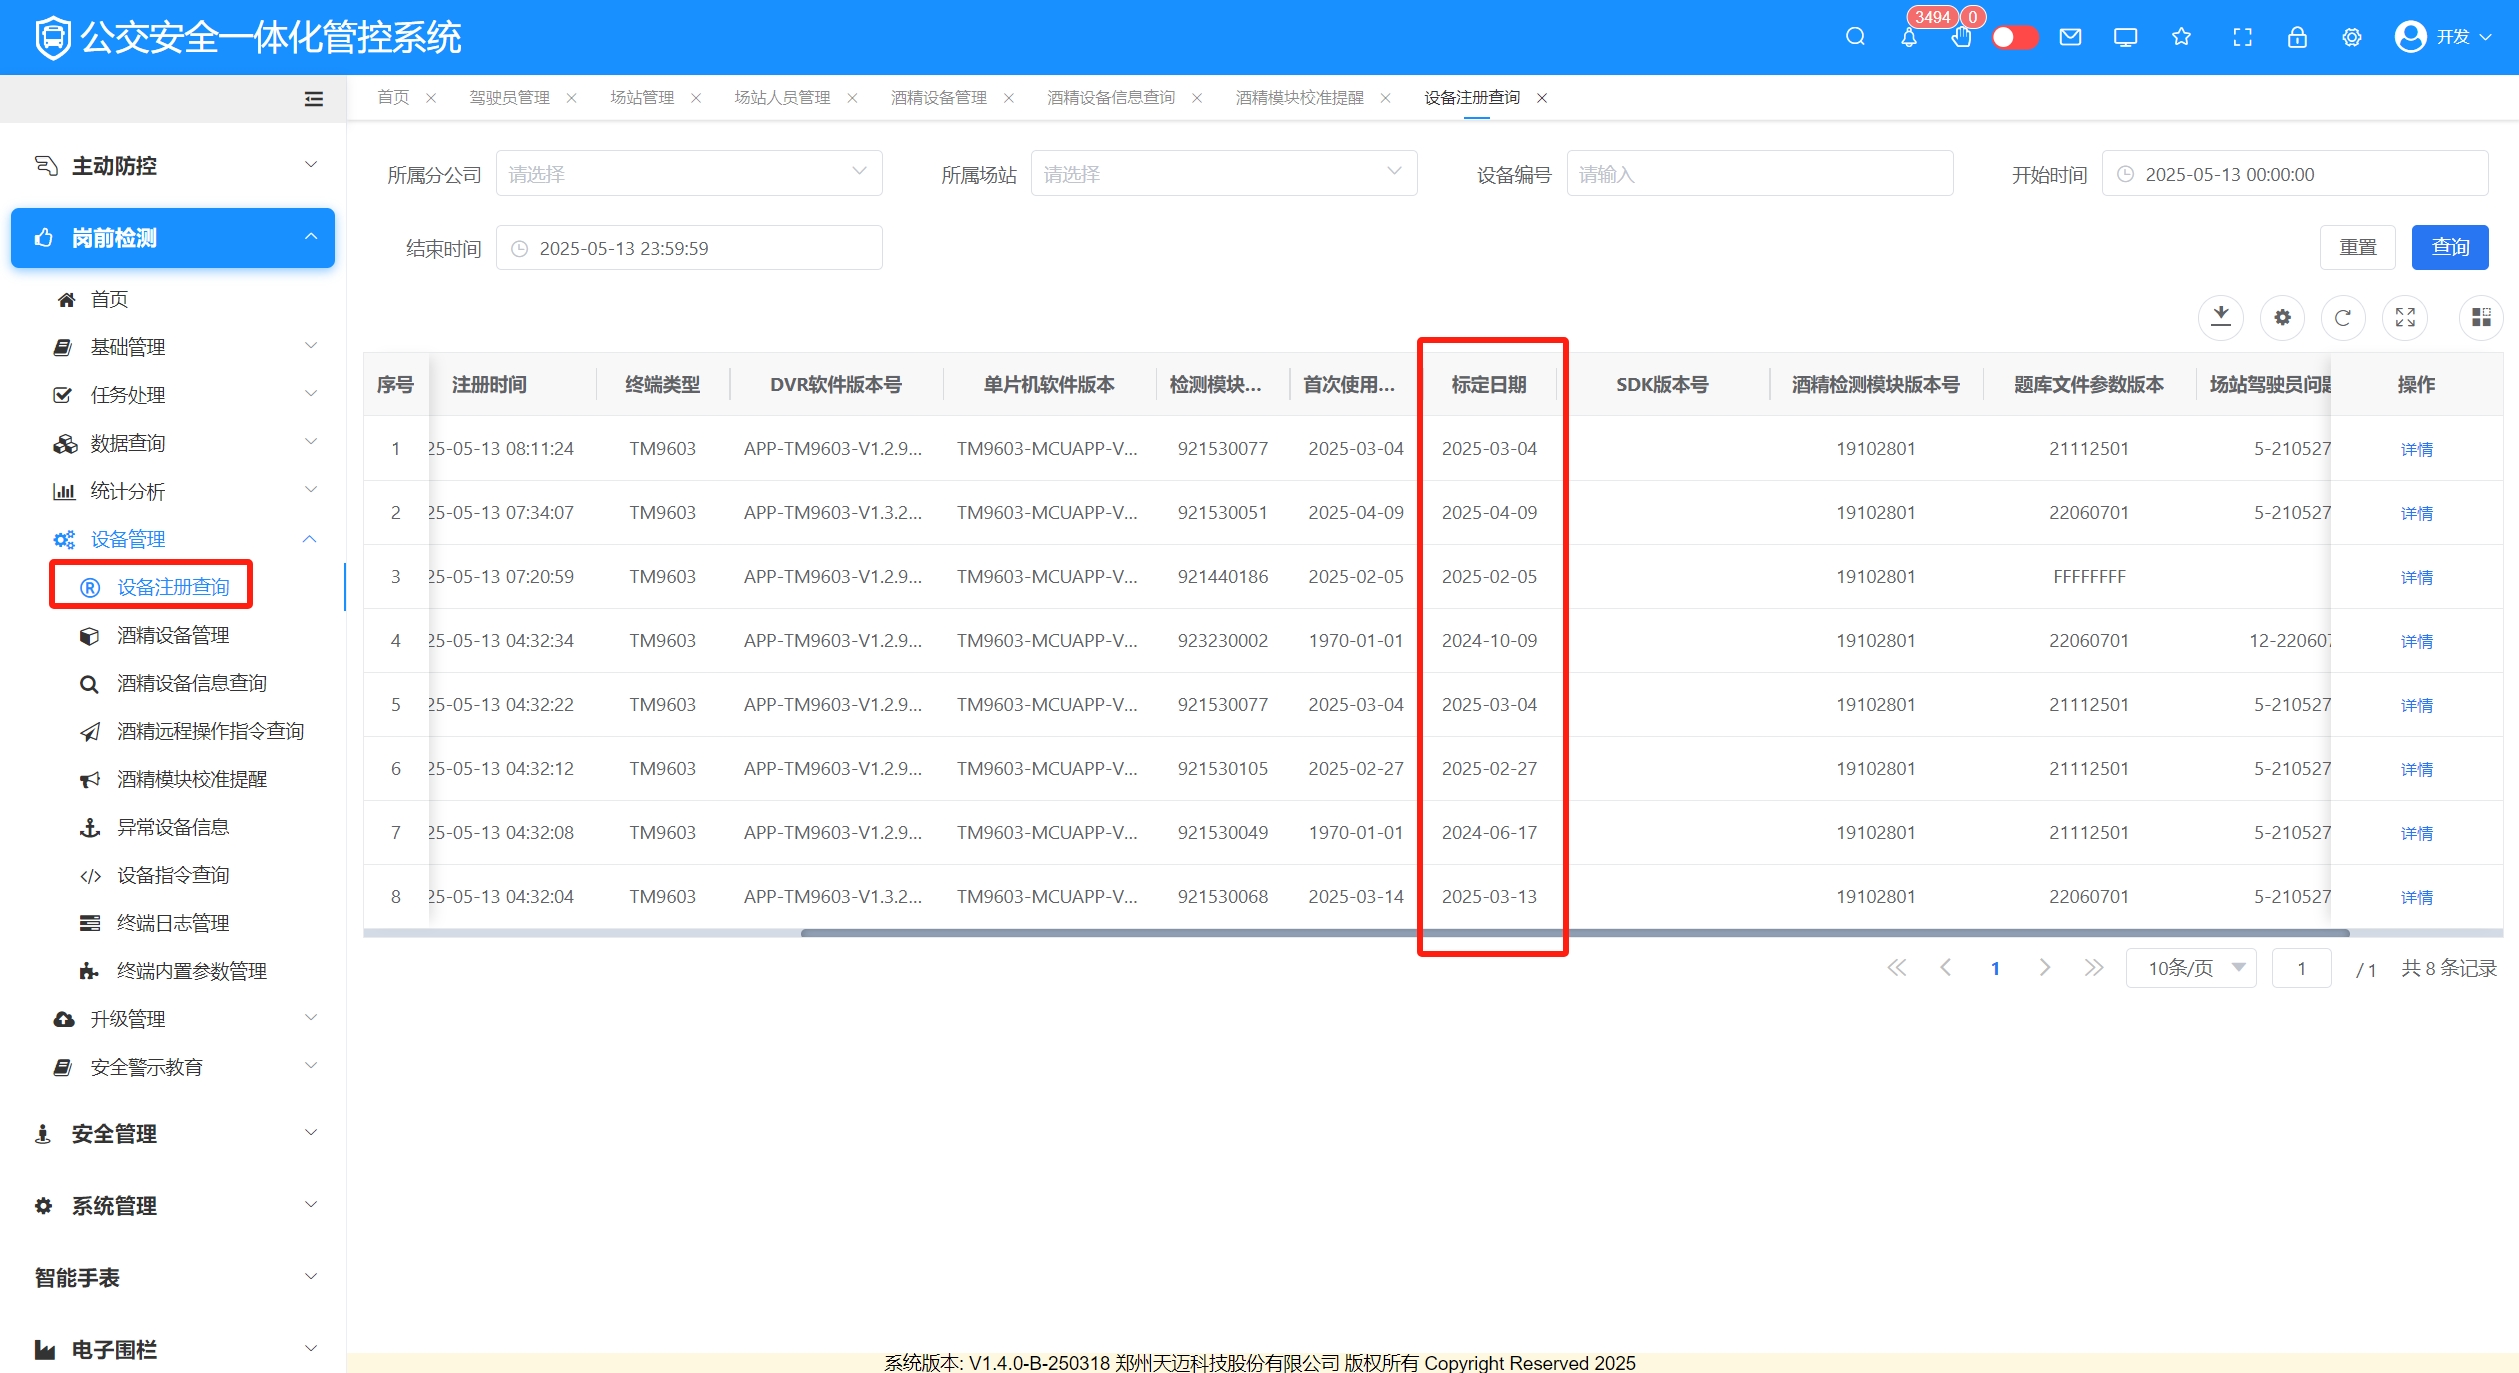 公交安全一体化管控系统
3494
0
开发
首页
驾驶员管理
场站管理
场站人员管理
酒精设备管理
酒精设备信息查询
酒精模块校准提醒
设备注册查询
主动防控
岗前检测
首页
基础管理
任务处理
数据查询
统计分析
设备管理
设备注册查询
酒精设备管理
酒精设备信息查询
酒精远程操作指令查询
酒精模块校准提醒
异常设备信息
设备指令查询
终端日志管理
终端内置参数管理
升级管理
安全警示教育
安全管理
系统管理
智能手表
电子围栏
所属分公司 请选择 所属场站 请选择 设备编号 请输入 开始时间 2025-05-13 00:00:00
结束时间 2025-05-13 23:59:59 重置 查询
序号 注册时间 终端类型 DVR软件版本号 单片机软件版本 检测模块... 首次使用... 标定日期 SDK版本号 酒精检测模块版本号 题库文件参数版本 场站驾驶员问题 操作
1 25-05-13 08:11:24 TM9603 APP-TM9603-V1.2.9... TM9603-MCUAPP-V... 921530077 2025-03-04 2025-03-04 19102801 21112501 5-210527 详情
2 25-05-13 07:34:07 TM9603 APP-TM9603-V1.3.2... TM9603-MCUAPP-V... 921530051 2025-04-09 2025-04-09 19102801 22060701 5-210527 详情
3 25-05-13 07:20:59 TM9603 APP-TM9603-V1.2.9... TM9603-MCUAPP-V... 921440186 2025-02-05 2025-02-05 19102801 FFFFFFFF 详情
4 25-05-13 04:32:34 TM9603 APP-TM9603-V1.2.9... TM9603-MCUAPP-V... 923230002 1970-01-01 2024-10-09 19102801 22060701 12-220607 详情
5 25-05-13 04:32:22 TM9603 APP-TM9603-V1.2.9... TM9603-MCUAPP-V... 921530077 2025-03-04 2025-03-04 19102801 21112501 5-210527 详情
6 25-05-13 04:32:12 TM9603 APP-TM9603-V1.2.9... TM9603-MCUAPP-V... 921530105 2025-02-27 2025-02-27 19102801 21112501 5-210527 详情
7 25-05-13 04:32:08 TM9603 APP-TM9603-V1.2.9... TM9603-MCUAPP-V... 921530049 1970-01-01 2024-06-17 19102801 21112501 5-210527 详情
8 25-05-13 04:32:04 TM9603 APP-TM9603-V1.3.2... TM9603-MCUAPP-V... 921530068 2025-03-14 2025-03-13 19102801 22060701 5-210527 详情
1 10条/页 1 / 1 共 8 条记录
系统版本: V1.4.0-B-250318 郑州天迈科技股份有限公司 版权所有 Copyright Reserved 2025